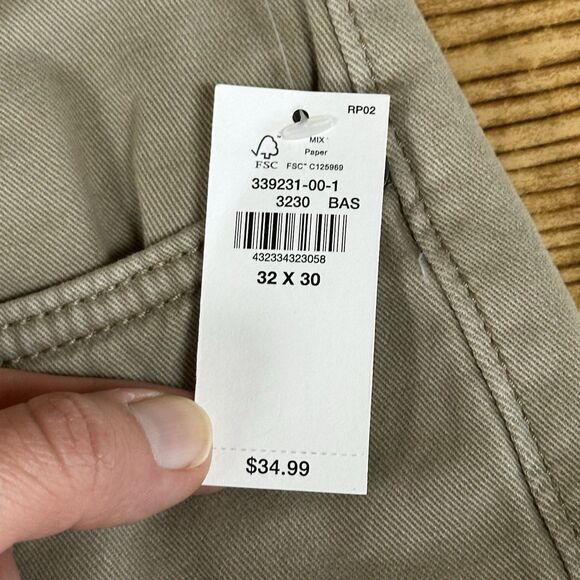 RP02
MIX
Paper
FSC FSC™ C125969
339231-00-1
3230 BAS
432334323058
32 X 30
$34.99